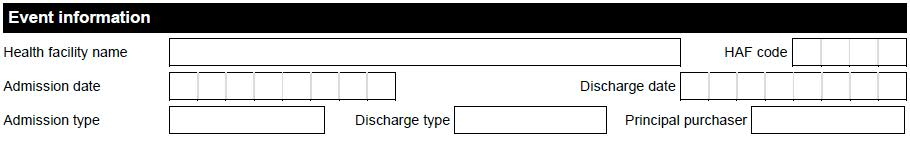 Event information
Health facility name HAF code
Admission date Discharge date
Admission type Discharge type Principal purchaser